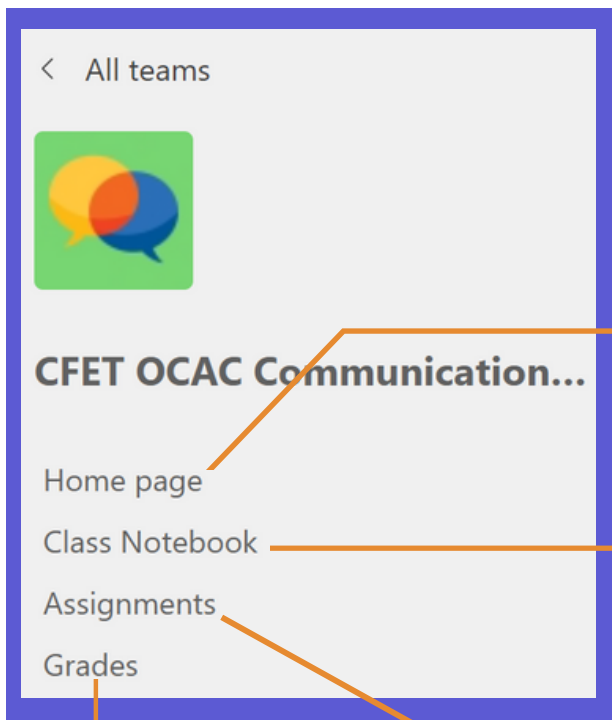 All teams
CFET OCAC Communication...
Home page
Class Notebook
Assignments
Grades